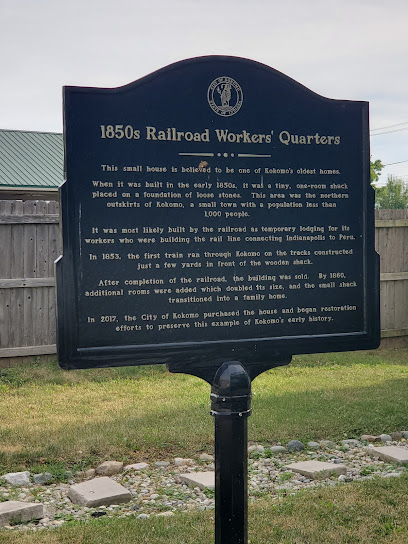 1850s Railroad Workers' Quarters
This small house is believed to be one of Kokomo's oldest homes.
When it was built in the early 1850s, it was a tiny, one-room shack
placed on a foundation of loose stones. This area was the northern
outskirts of Kokomo, a small town with a population less than
1,000 people.
It was most likely built by the railroad as temporary lodging for its
workers who were building the rail line connecting Indianapolis to Peru.
In 1853, the first train ran through Kokomo on the tracks constructed
just a few yards in front of the wooden shack.
After completion of the railroad, the building was sold. By 1860,
additional rooms were added which doubled its size, and the small shack
transitioned into a family home.
In 2017, the City of Kokomo purchased the house and began restoration
efforts to preserve this example of Kokomo's early history.